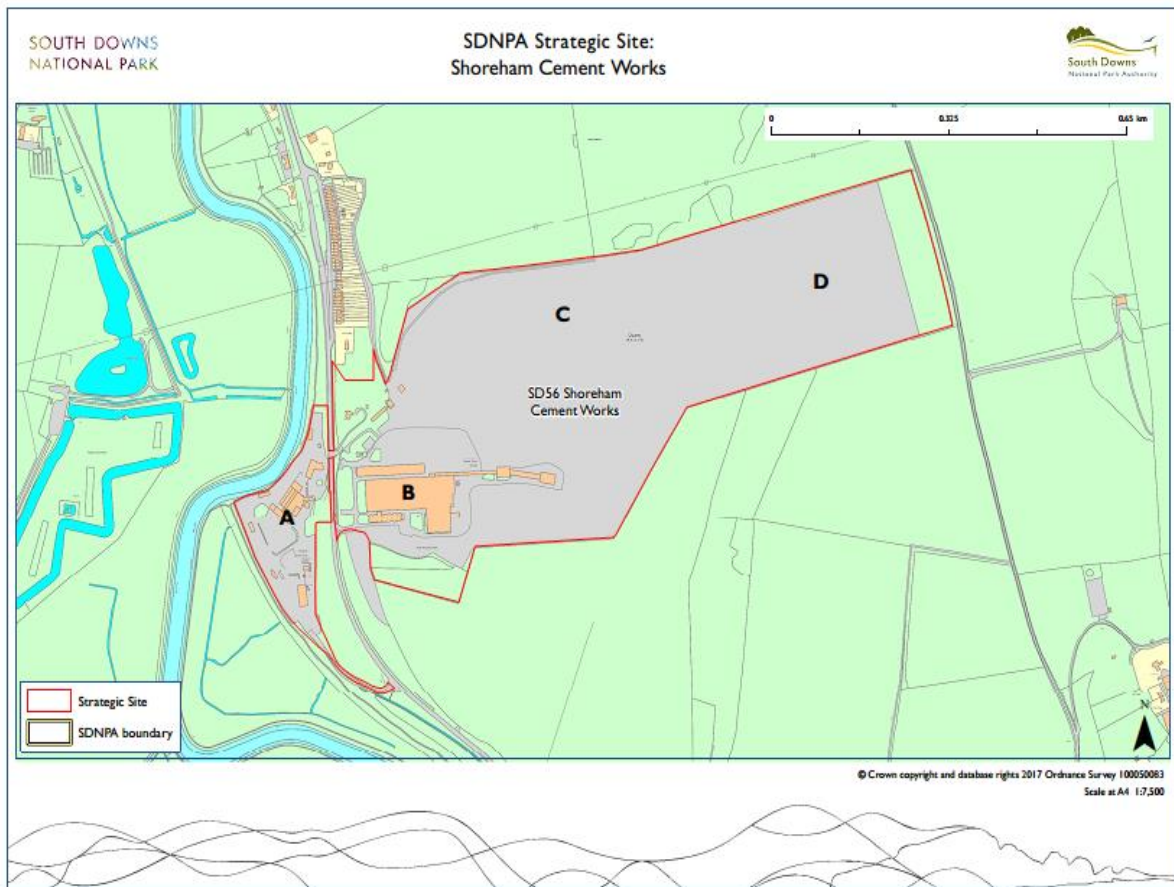 SOUTH DOWNS
NATIONAL PARK
SDNPA Strategic Site:
Shoreham Cement Works
South Downs
National Park Authority
0
0.325
0.65 km
D
C
SD56 Shoreham
Cement Works
B
A
Strategic Site
SDNPA boundary
N
© Crown copyright and database rights 2017 Ordnance Survey 100050083
Scale at A4 1:7,500